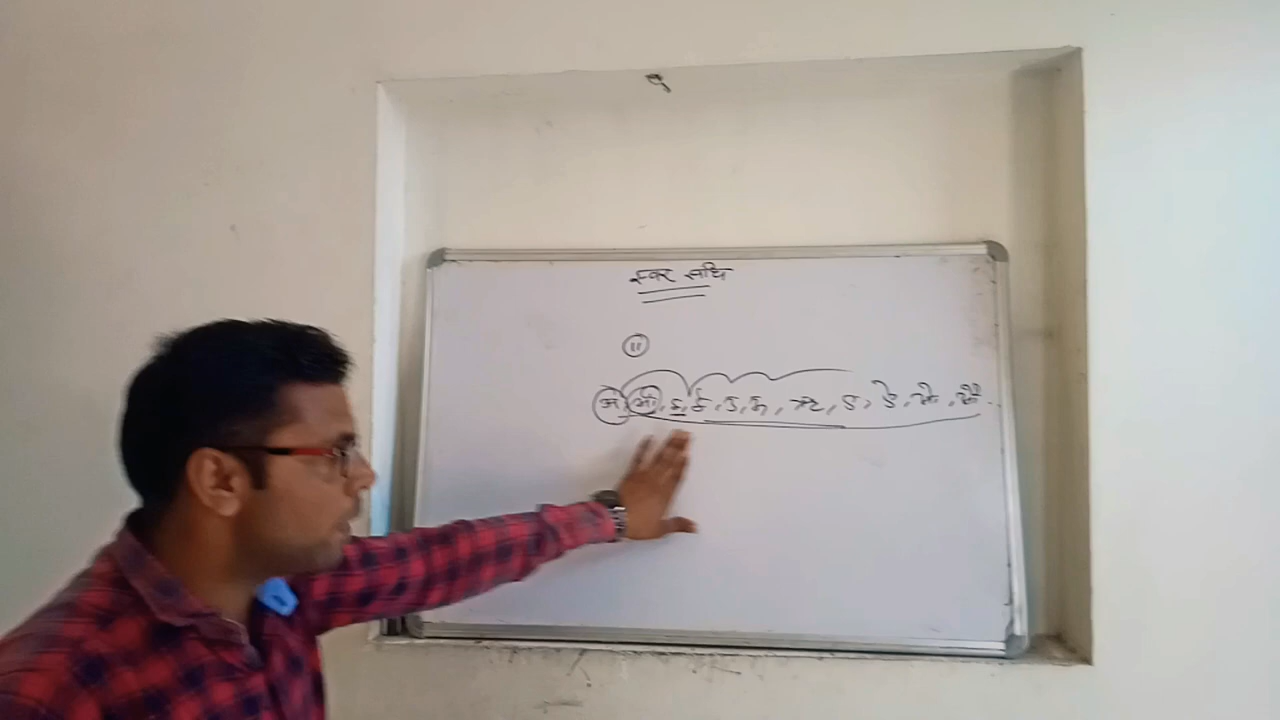 स्वर संधि
11
अ, आ, इ, ई, उ, ऊ, ऋ, ए, ऐ, ओ, औ